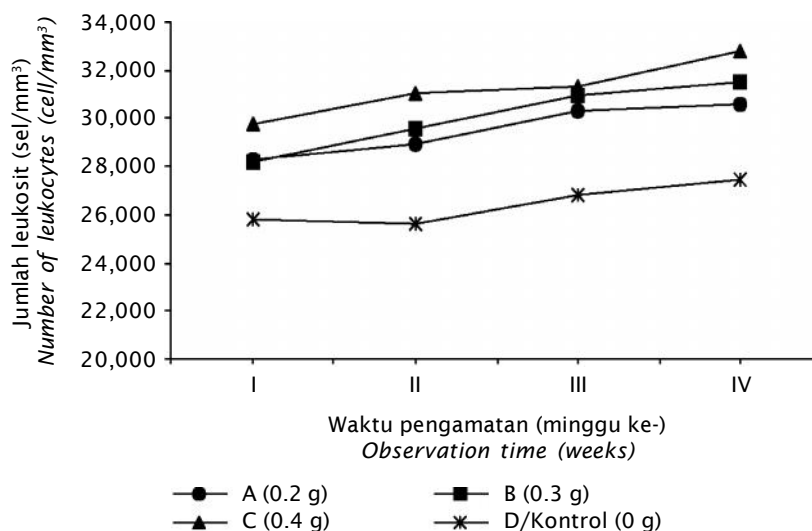 Jumlah leukosit (sel/mm³)
Number of leukocytes (cell/mm³)
34,000
32,000
30,000
28,000
26,000
24,000
22,000
20,000
I II III IV
Waktu pengamatan (minggu ke-)
Observation time (weeks)
A (0.2 g) B (0.3 g)
C (0.4 g) D/Kontrol (0 g)